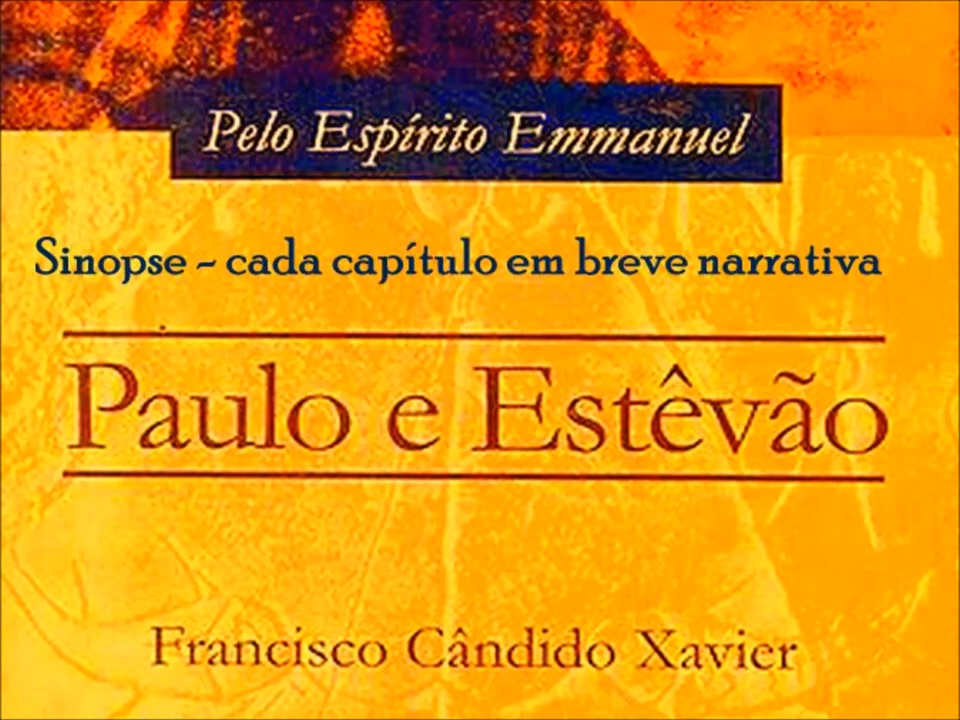 Pelo Espírito Emmanuel
Sinopse - cada capítulo em breve narrativa
Paulo e Estêvão
Francisco Cândido Xavier